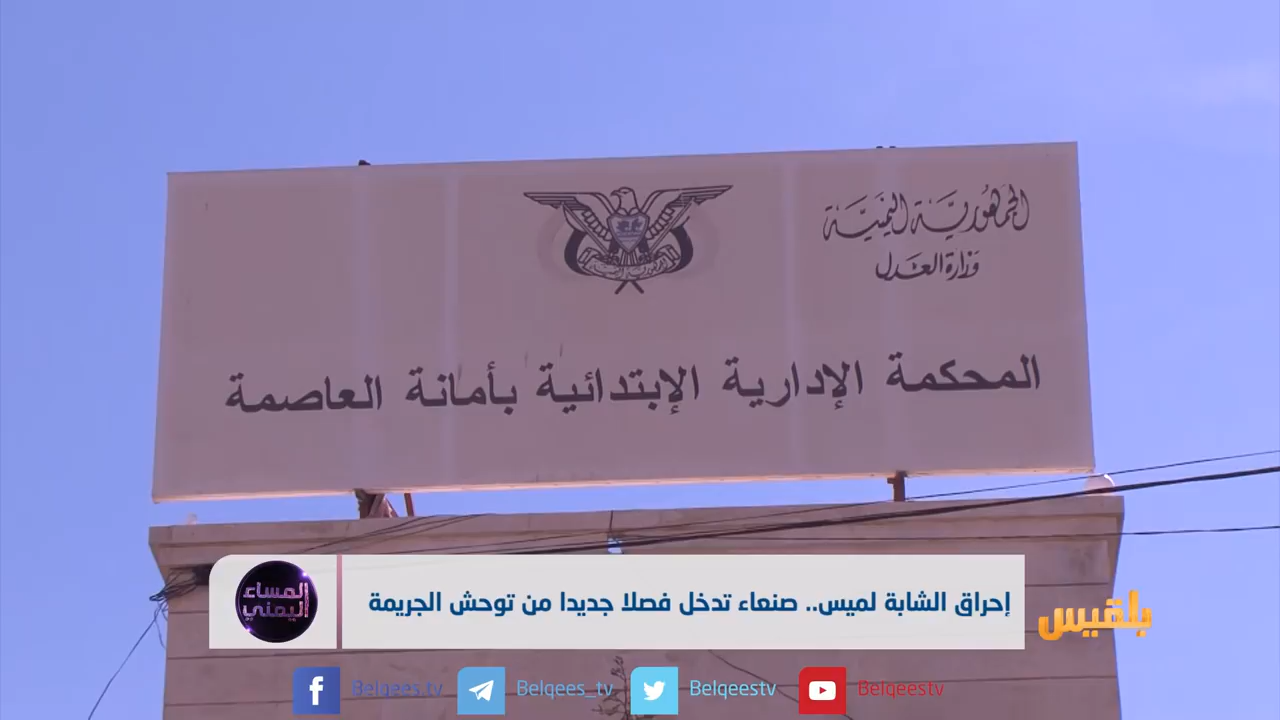 الجمهورية اليمنية
وزارة العدل
المحكمة الإدارية الإبتدائية بأمانة العاصمة
إحراق الشابة لميس.. صنعاء تدخل فصلا جديدا من توحش الجريمة
المساء
اليمني
بلقيس
Belqees.tv
Belqees_tv
Belqeestv
Belqeestv